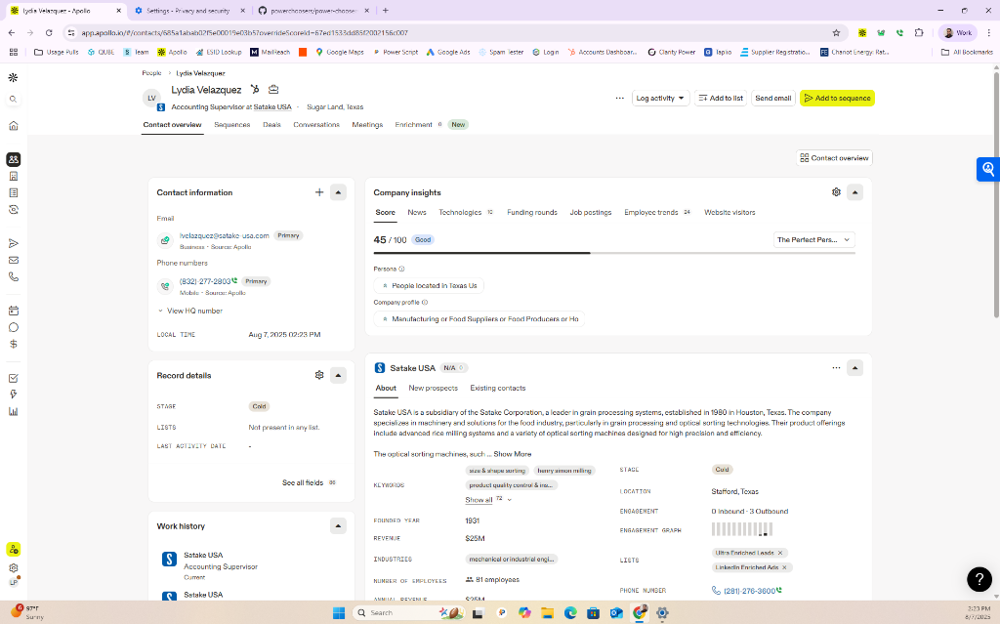 Lydia Velazquez - Apollo
Settings - Privacy and security
powerchoosers/power-choosers
app.apollo.io/#/contacts/685a1abab02f5e00019e03b5?overrideScoreId=67ed1533dd85f2002156c007
Work
Usage Pulls
QUBE
Team
Apollo
ESID Lookup
MailReach
Google Maps
Power Script
Google Ads
Spam Tester
Login
Accounts Dashboar...
Clarity Power
Tapko
Supplier Registratio...
Chariot Energy: Rat...
All Bookmarks
People > Lydia Velazquez
LV
Lydia Velazquez
Accounting Supervisor at Satake USA · Sugar Land, Texas
Log activity
Add to list
Send email
Add to sequence
Contact overview
Sequences
Deals
Conversations
Meetings
Enrichment 0
New
Contact overview
Contact information
Email
lvelazquez@satake-usa.com Primary
Business · Source: Apollo
Phone numbers
(832) 277-2803 Primary
Mobile · Source: Apollo
View HQ number
LOCAL TIME Aug 7, 2025 02:23 PM
Record details
STAGE Cold
LISTS Not present in any list.
LAST ACTIVITY DATE -
See all fields 86
Work history
Satake USA
Accounting Supervisor
Current
Satake USA
Company insights
Score
News
Technologies 10
Funding rounds
Job postings
Employee trends 24
Website visitors
45 / 100 Good
The Perfect Pers...
Persona
People located in Texas Us
Company profile
Manufacturing or Food Suppliers or Food Producers or Ho
Satake USA N/A
About
New prospects
Existing contacts
Satake USA is a subsidiary of the Satake Corporation, a leader in grain processing systems, established in 1980 in Houston, Texas. The company
specializes in machinery and solutions for the food industry, particularly in grain processing and optical sorting technologies. Their product offerings
include advanced rice milling systems and a variety of optical sorting machines designed for high precision and efficiency.
The optical sorting machines, such ... Show More
KEYWORDS
size & shape sorting
henry simon milling
product quality control & ins...
Show all 72
FOUNDED YEAR 1931
REVENUE $25M
INDUSTRIES mechanical or industrial engi...
NUMBER OF EMPLOYEES 81 employees
ANNUAL REVENUE $25M
STAGE Cold
LOCATION Stafford, Texas
ENGAGEMENT 0 Inbound · 3 Outbound
ENGAGEMENT GRAPH
LISTS
Ultra Enriched Leads
LinkedIn Enriched Ads
PHONE NUMBER (281)-276-3600
LP
?
6
97°F
Sunny
Search
2:23 PM
8/7/2025